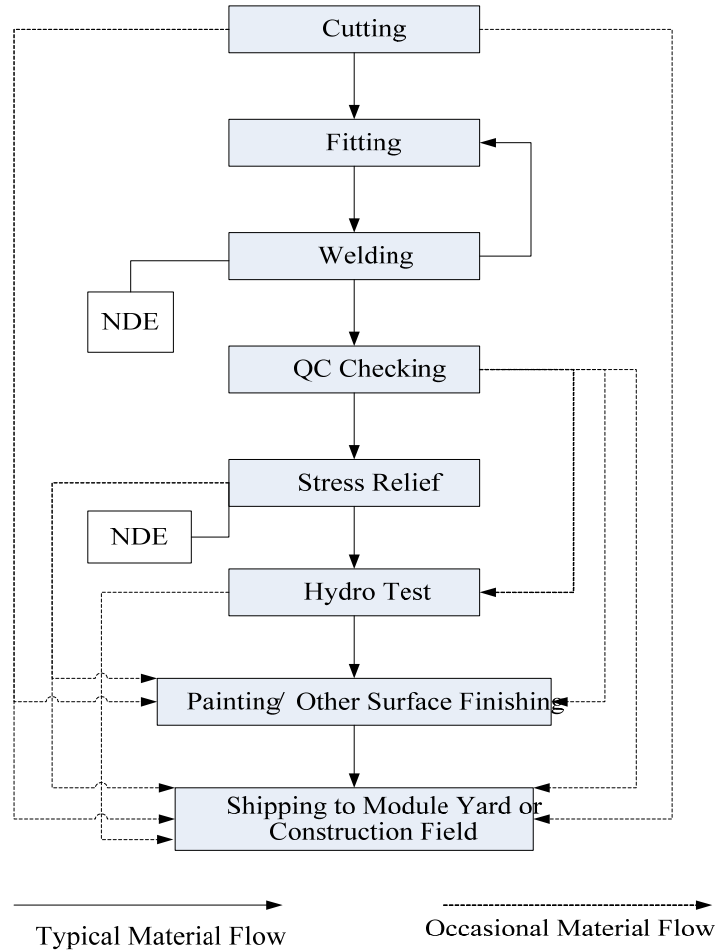 Cutting
Fitting
Welding
NDE
QC Checking
Stress Relief
NDE
Hydro Test
Painting/ Other Surface Finishing
Shipping to Module Yard or
Construction Field
Typical Material Flow
Occasional Material Flow